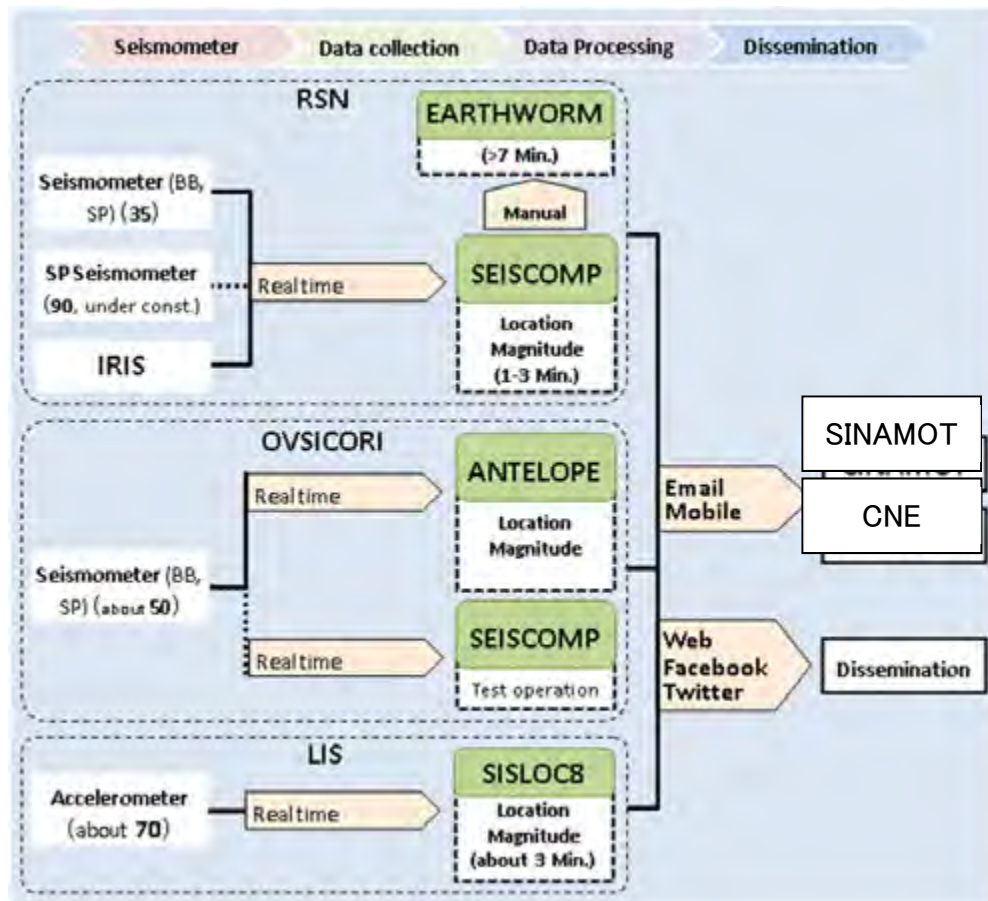 Seismometer
Data collection
Data Processing
Dissemination
RSN
EARTHWORM
(>7 Min.)
Manual
Seismometer (BB,
SP) (35)
SP Seismometer
(90, under const.)
IRIS
Realtime
SEISCOMP
Location
Magnitude
(1-3 Min.)
OVSICORI
Seismometer (BB,
SP) (about 50)
Realtime
ANTELOPE
Location
Magnitude
Realtime
SEISCOMP
Test operation
LIS
Accelerometer
(about 70)
Realtime
SISLOC8
Location
Magnitude
(about 3 Min.)
Email
Mobile
SINAMOT
CNE
Web
Facebook
Twitter
Dissemination